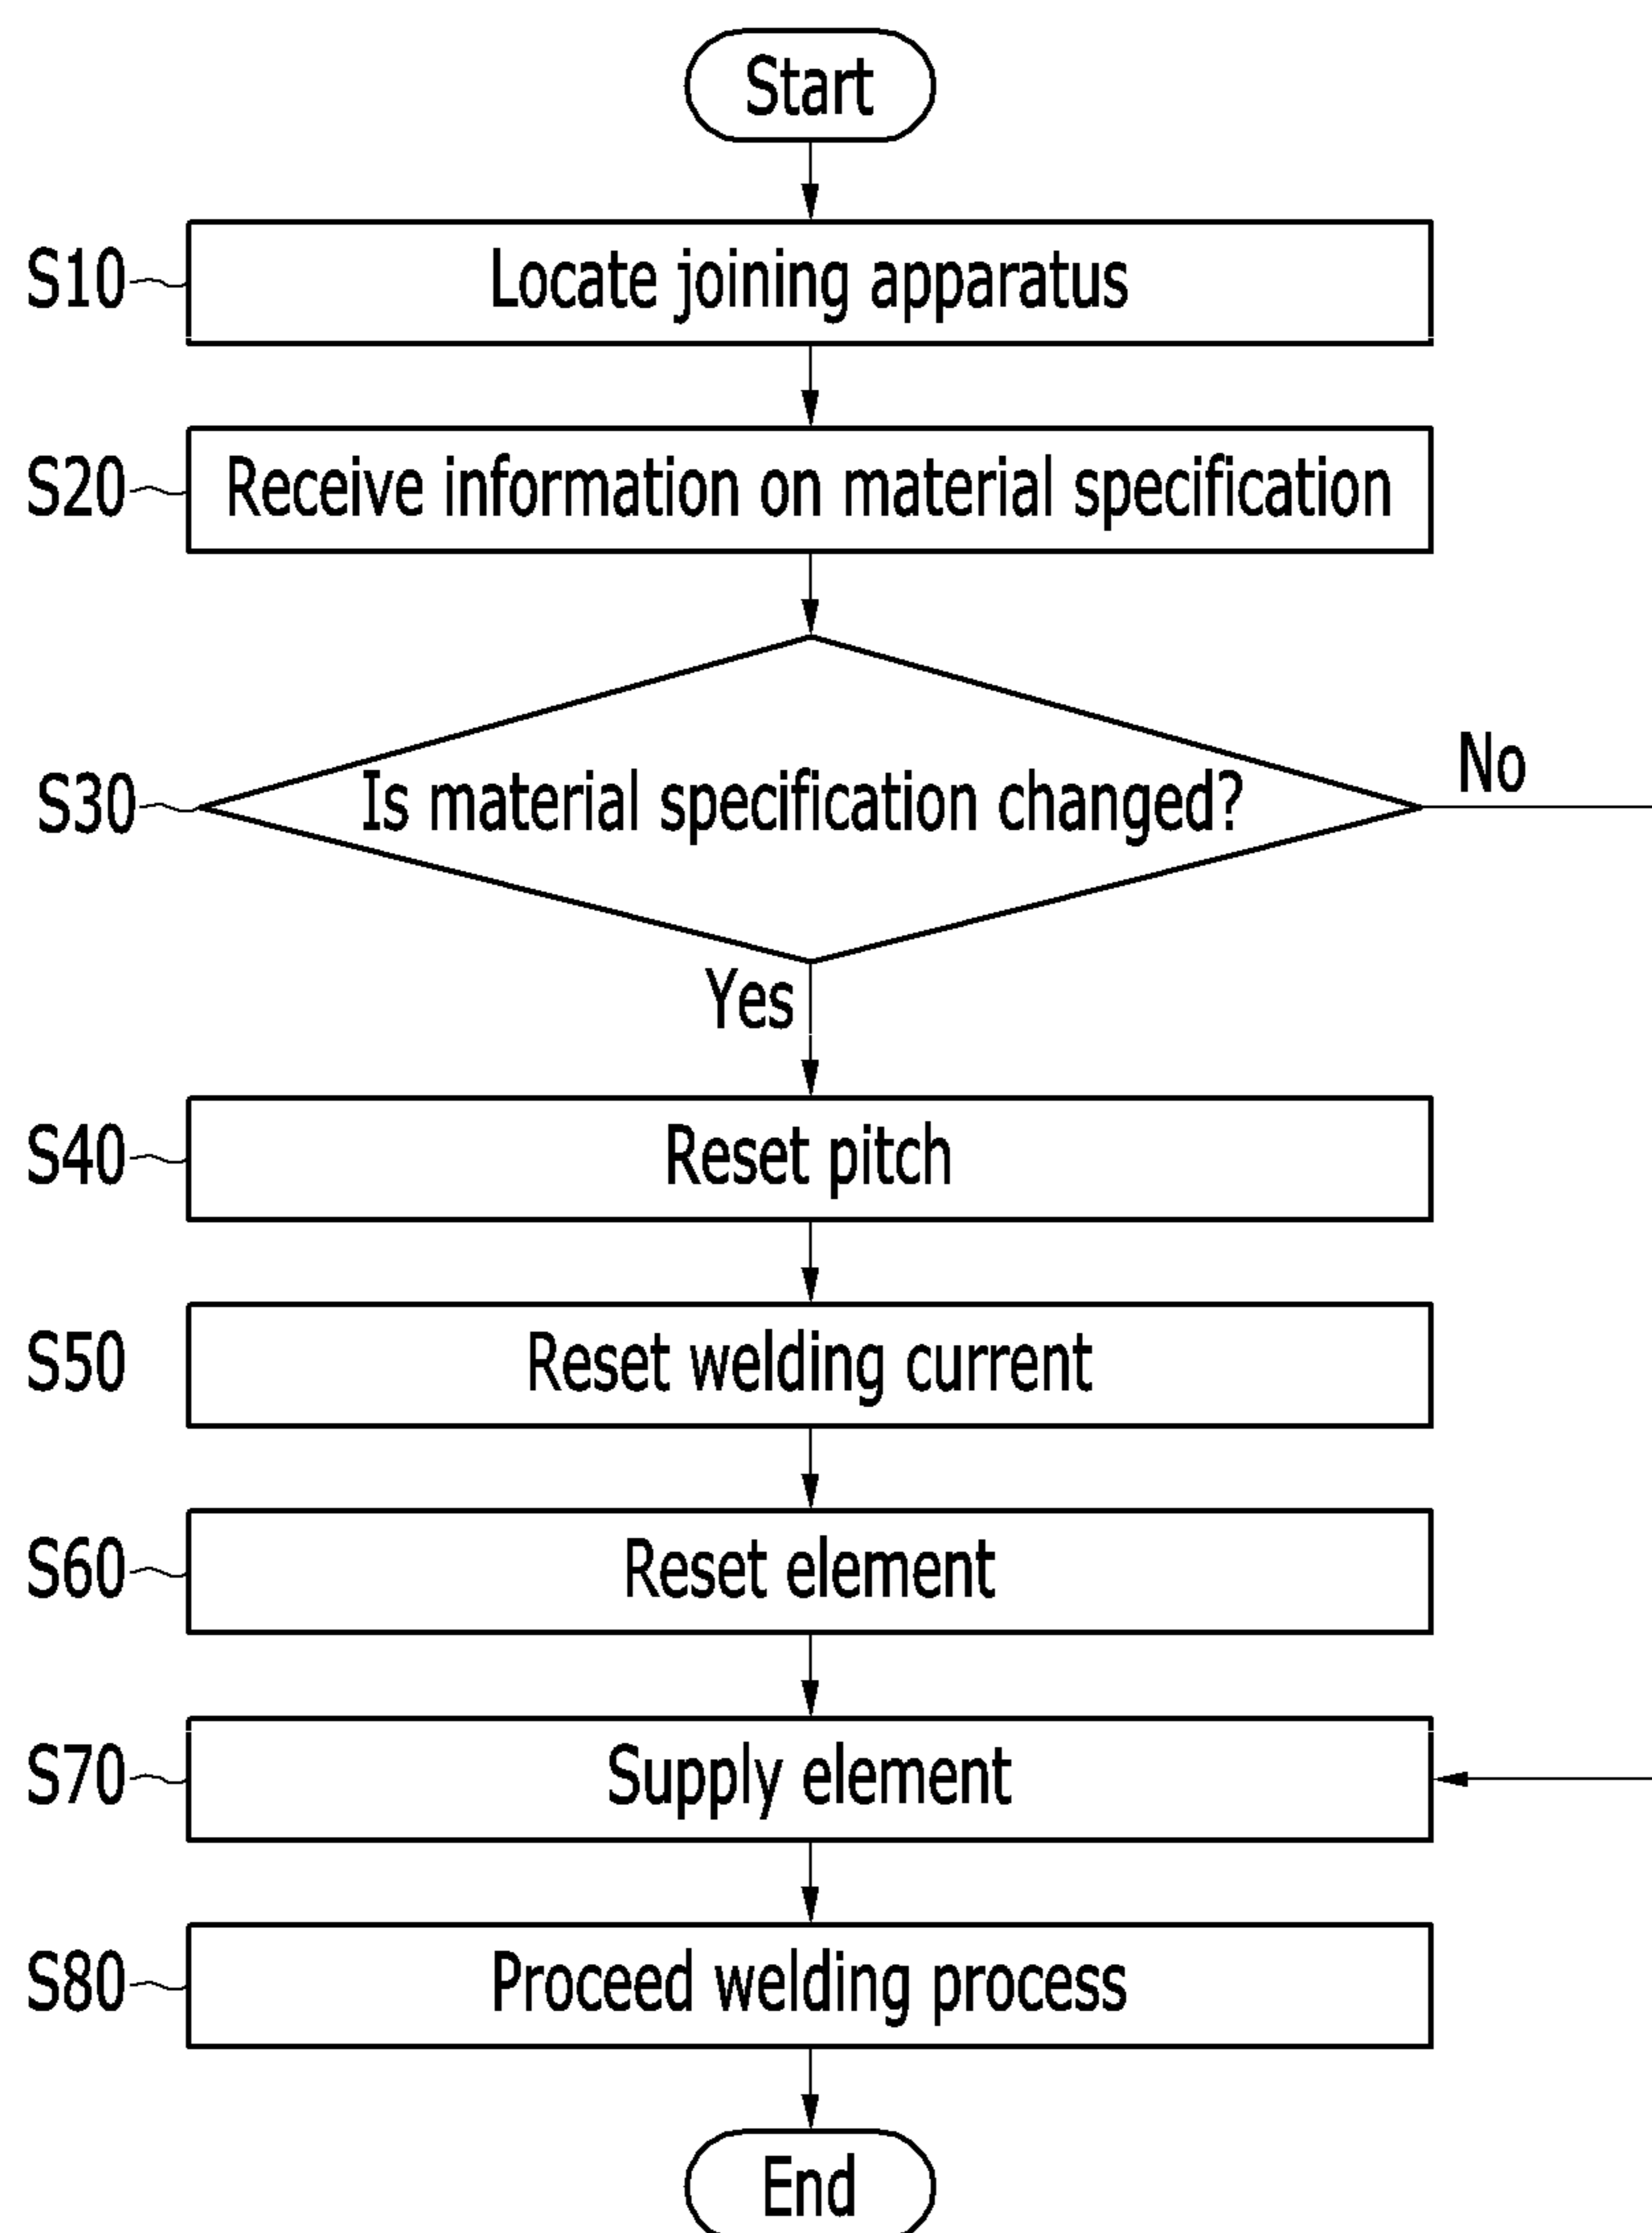 Start
S10 Locate joining apparatus
S20 Receive information on material specification
S30 Is material specification changed? No
Yes
S40 Reset pitch
S50 Reset welding current
S60 Reset element
S70 Supply element
S80 Proceed welding process
End